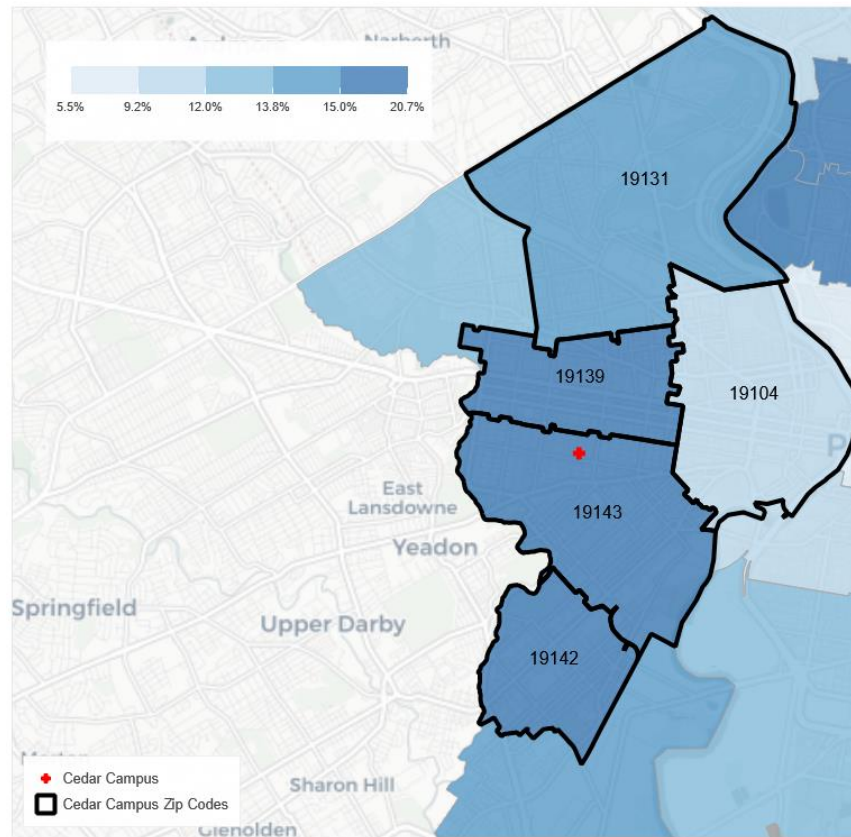 Narberth
5.5% 9.2% 12.0% 13.8% 15.0% 20.7%
19131
19139
19104
P
East
Lansdowne
19143
Yeadon
Springfield
Upper Darby
19142
Sharon Hill
Cedar Campus
Cedar Campus Zip Codes
Glenolden